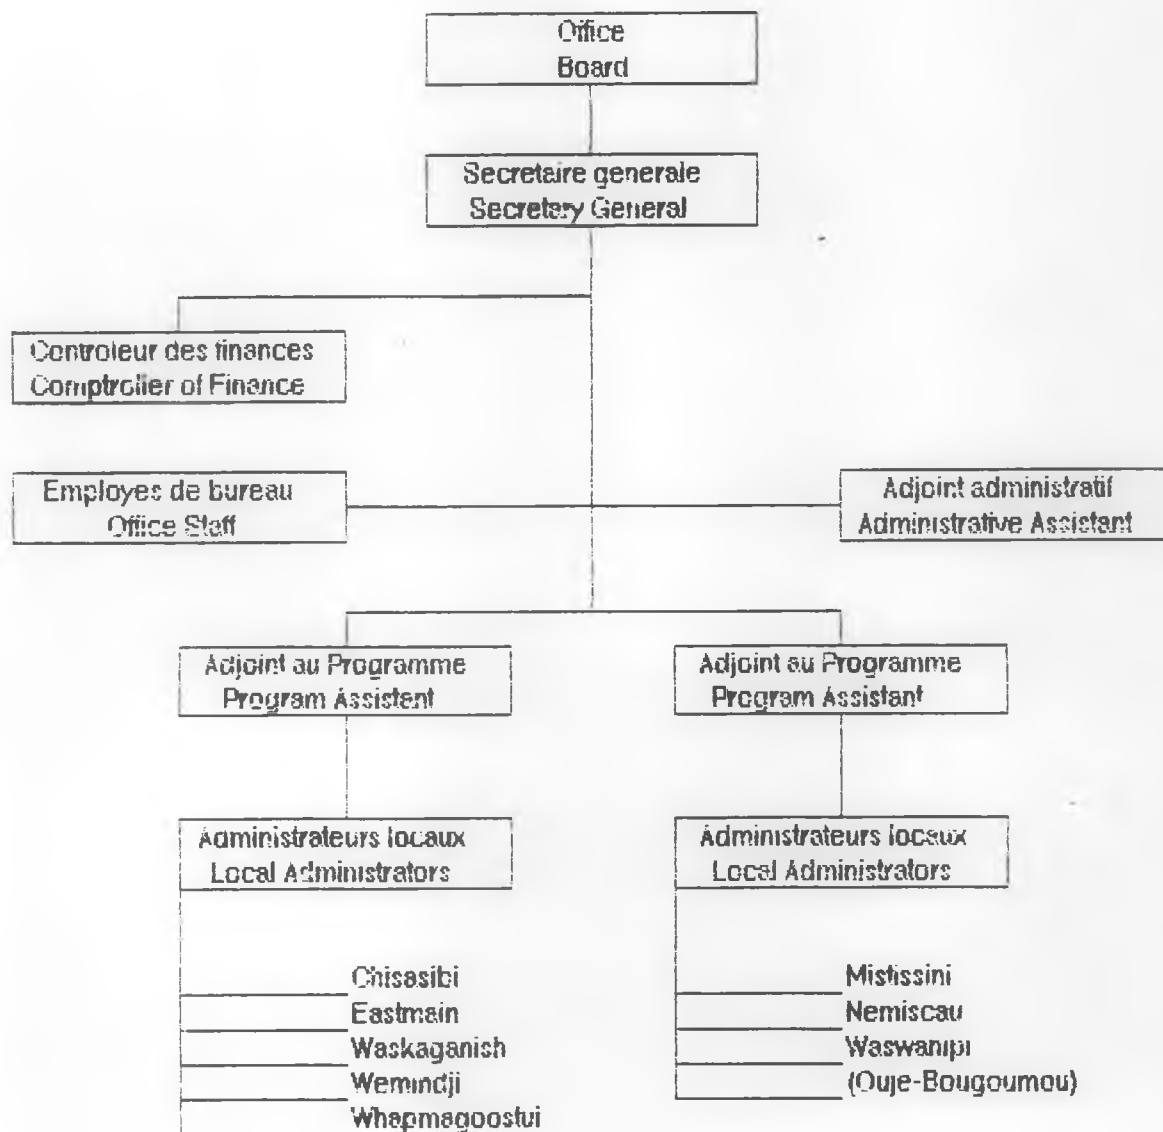 Office
Board
Secretaire generale
Secretary General
Controleur des finances
Comptroller of Finance
Employes de bureau
Office Staff
Adjoint administratif
Administrative Assistant
Adjoint au Programme
Program Assistant
Adjoint au Programme
Program Assistant
Administrateurs locaux
Local Administrators
Administrateurs locaux
Local Administrators
Chisasibi
Eastmain
Waskaganish
Wemindji
Whapmagoostui
Mistissini
Nemiscau
Waswanipi
(Ouje-Bougoumou)